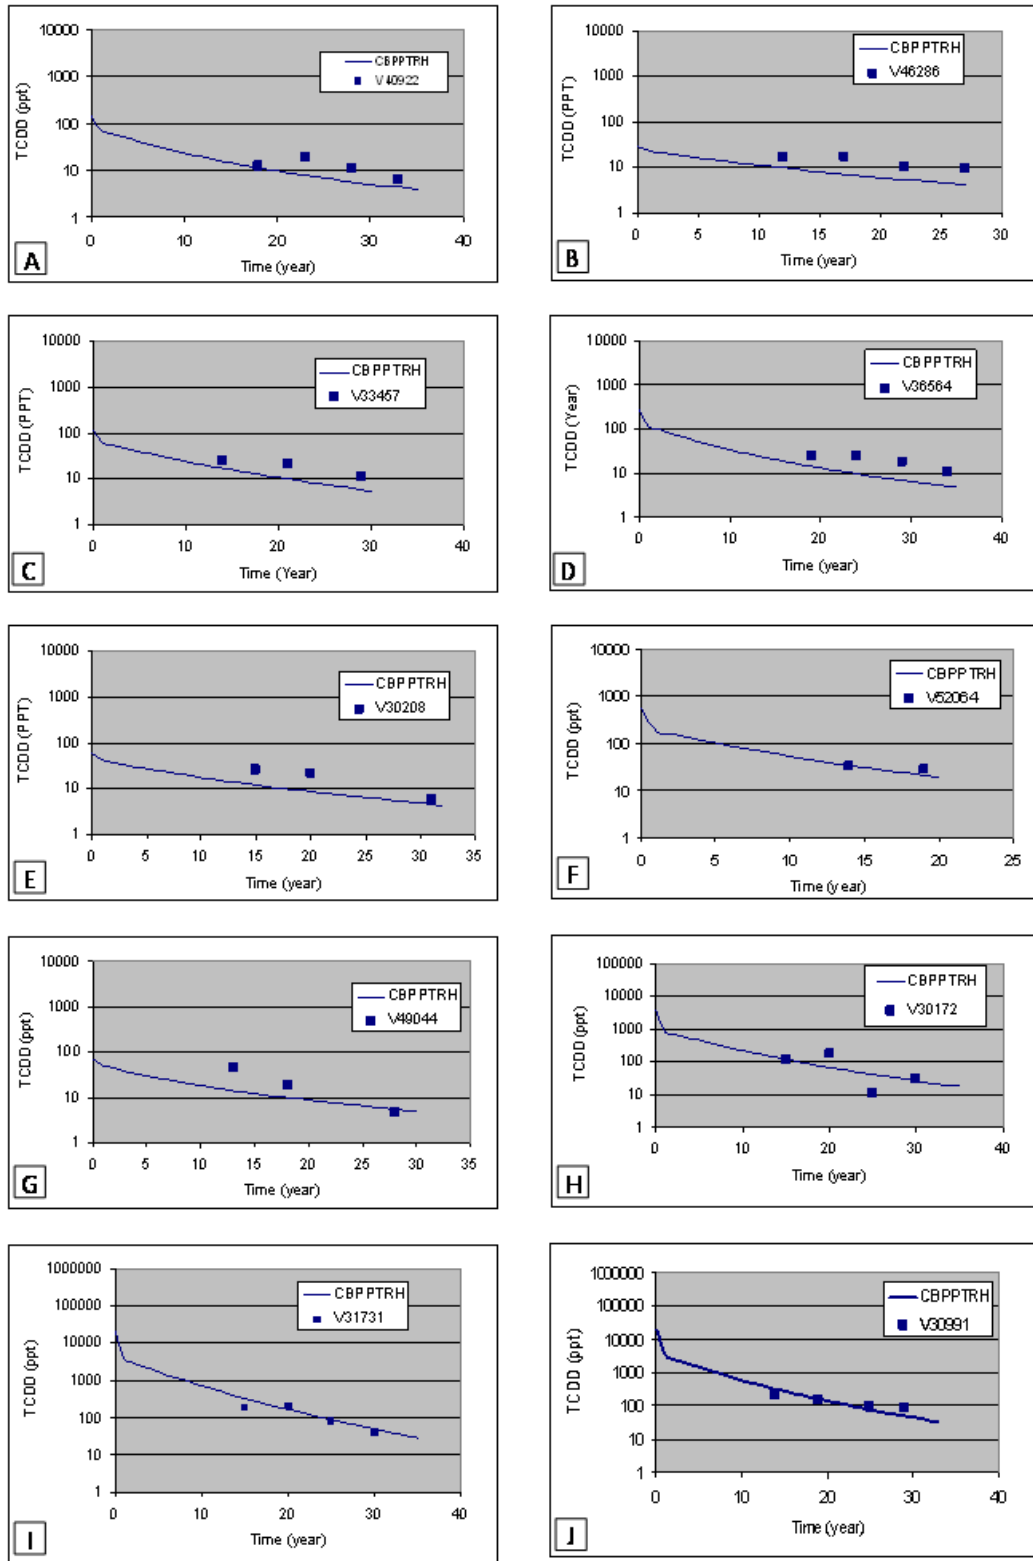 10000
1000
100
10
1
TCDD (ppt)
CBPPTRH
V40922
0 10 20 30 40
Time (year)
A
10000
1000
100
10
1
TCDD (PPT)
CBPPTRH
V46286
0 5 10 15 20 25 30
Time (year)
B
10000
1000
100
10
1
TCDD (PPT)
CBPPTRH
V33457
0 10 20 30 40
Time (Year)
C
10000
1000
100
10
1
TCDD (Year)
CBPPTRH
V36564
0 10 20 30 40
Time (year)
D
10000
1000
100
10
1
TCDD (PPT)
CBPPTRH
V30208
0 5 10 15 20 25 30 35
Time (year)
E
10000
1000
100
10
1
TCDD (ppt)
CBPPTRH
V52064
0 5 10 15 20 25
Time (year)
F
10000
1000
100
10
1
TCDD (ppt)
CBPPTRH
V49044
0 5 10 15 20 25 30 35
Time (year)
G
100000
10000
1000
100
10
1
TCDD (ppt)
CBPPTRH
V30172
0 10 20 30 40
Time (year)
H
1000000
100000
10000
1000
100
10
1
TCDD (ppt)
CBPPTRH
V31731
0 10 20 30 40
Time (year)
I
1000000
100000
10000
1000
100
10
1
TCDD (ppt)
CBPPTRH
V30991
0 10 20 30 40
Time (year)
J